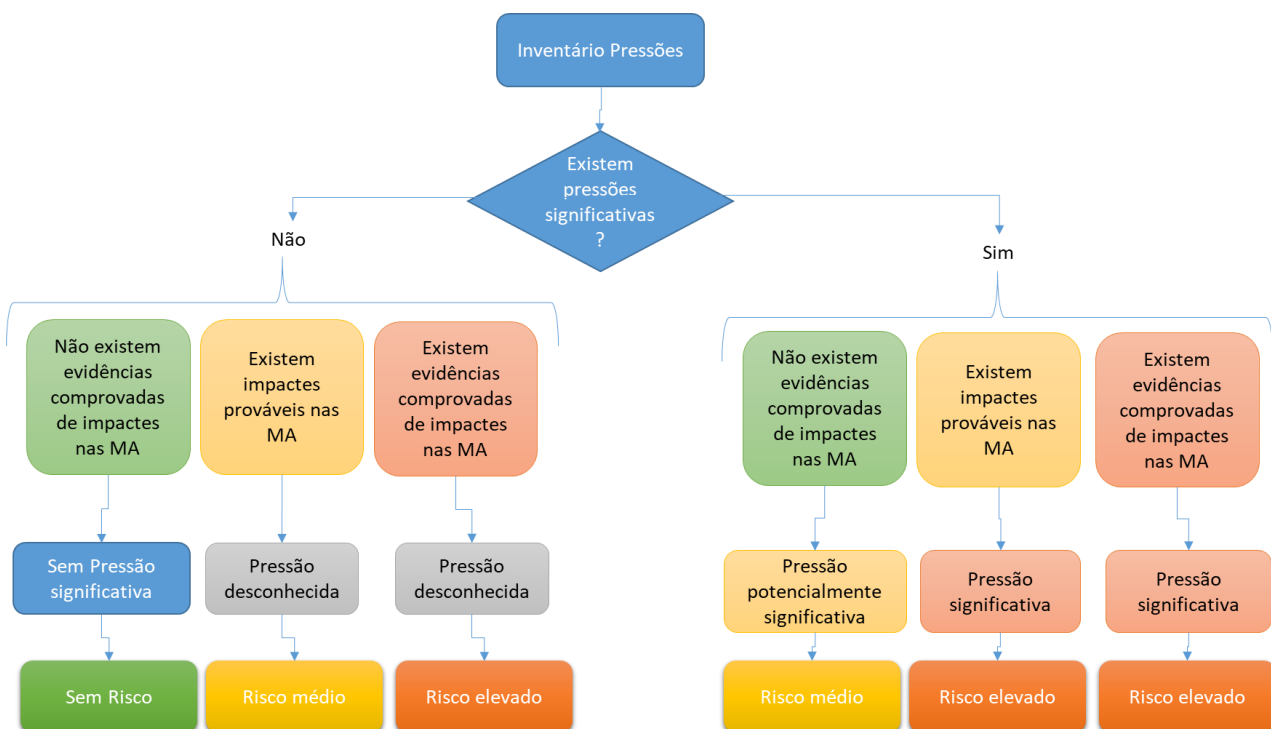 Inventário Pressões
Existem
pressões
significativas
?
Não
Sim
Não existem
evidências
comprovadas
de impactes
nas MA
Existem
impactes
prováveis nas
MA
Existem
evidências
comprovadas
de impactes
nas MA
Não existem
evidências
comprovadas
de impactes
nas MA
Existem
impactes
prováveis nas
MA
Existem
evidências
comprovadas
de impactes
nas MA
Sem Pressão
significativa
Pressão
desconhecida
Pressão
desconhecida
Pressão
potencialmente
significativa
Pressão
significativa
Pressão
significativa
Sem Risco
Risco médio
Risco elevado
Risco médio
Risco elevado
Risco elevado